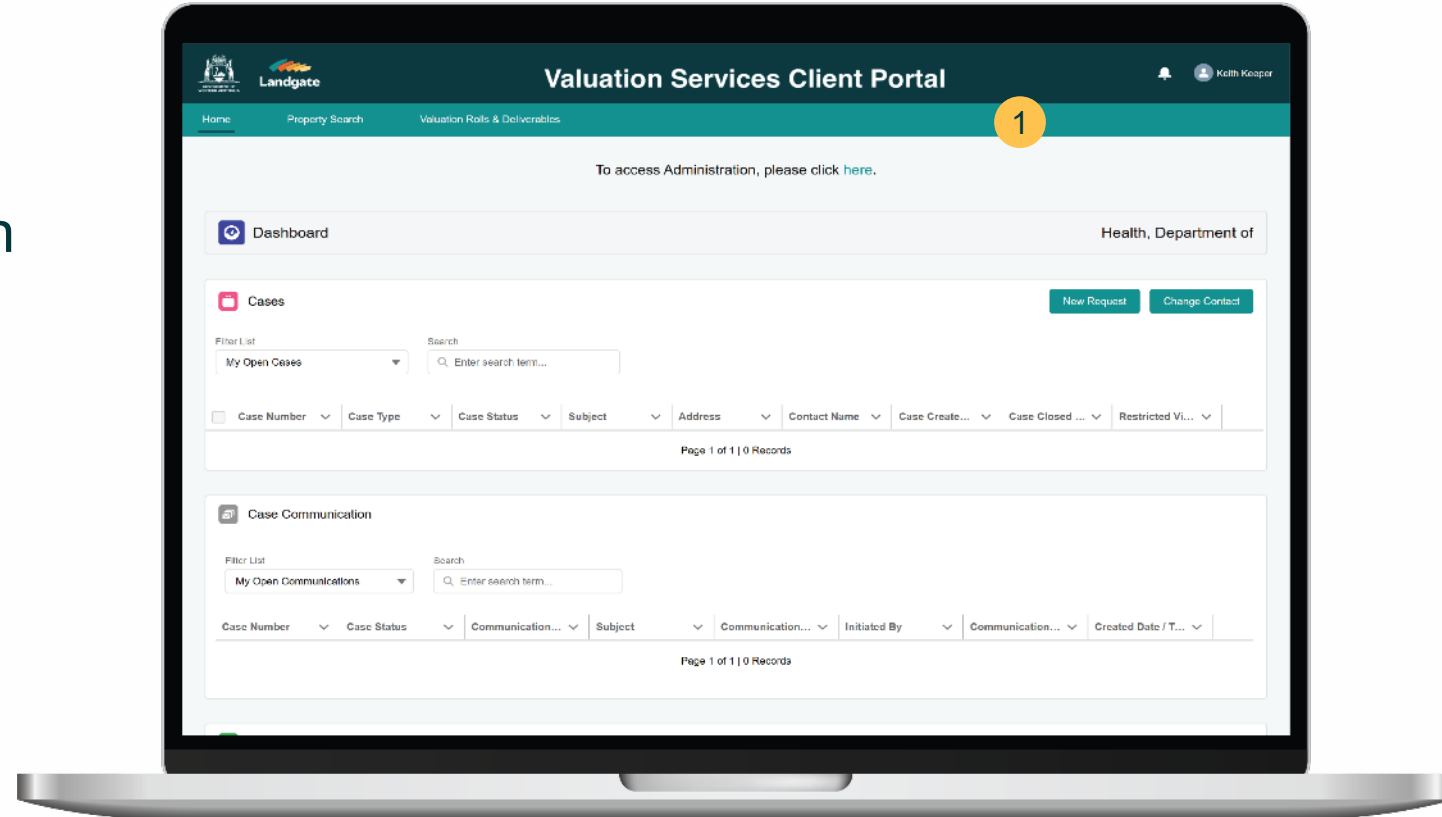 Landgate
Valuation Services Client Portal
Keith Keeper
Home Property Search Valuation Rolls & Deliverables
1
To access Administration, please click here.
n
Dashboard Health, Department of
Cases New Request Change Contact
Filter List Search
My Open Cases Enter search term...
Case Number Case Type Case Status Subject Address Contact Name Case Create... Case Closed ... Restricted Vi...
Page 1 of 1 | 0 Records
Case Communication
Filter List Search
My Open Communications Enter search term...
Case Number Case Status Communication... Subject Communication... Initiated By Communication... Created Date / T...
Page 1 of 1 | 0 Records